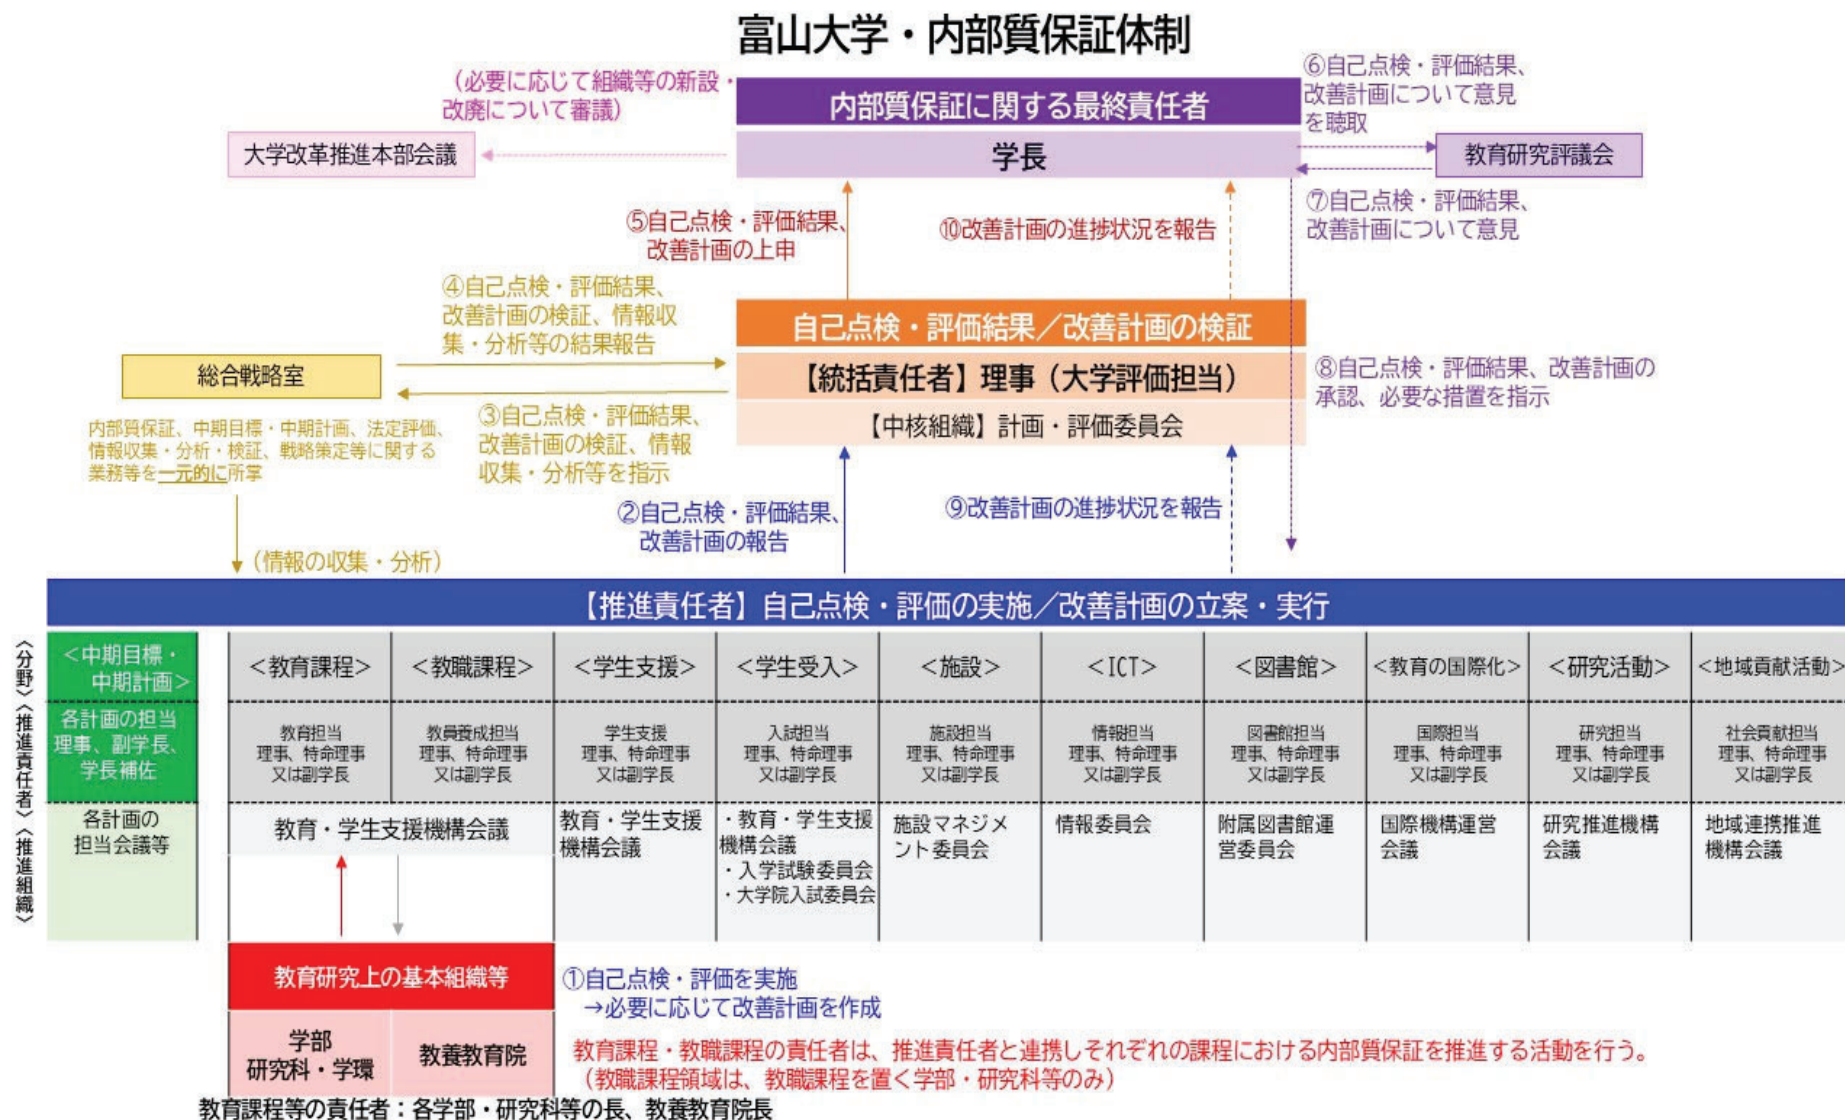 富山大学・内部質保証体制
(必要に応じて組織等の新設・
改廃について審議)
内部質保証に関する最終責任者
学長
大学改革推進本部会議
⑥自己点検・評価結果、
改善計画について意見
を聴取
教育研究評議会
⑦自己点検・評価結果、
改善計画について意見
⑤自己点検・評価結果、
改善計画の上申
⑩改善計画の進捗状況を報告
④自己点検・評価結果、
改善計画の検証、情報収
集・分析等の結果報告
自己点検・評価結果/改善計画の検証
【統括責任者】理事(大学評価担当)
【中核組織】計画・評価委員会
総合戦略室
内部質保証、中期目標・中期計画、法定評価、
情報収集・分析・検証、戦略策定等に関する
業務等を一元的に所掌
③自己点検・評価結果、
改善計画の検証、情報
収集・分析等を指示
⑧自己点検・評価結果、改善計画の
承認、必要な措置を指示
②自己点検・評価結果、
改善計画の報告
⑨改善計画の進捗状況を報告
(情報の収集・分析)
【推進責任者】自己点検・評価の実施/改善計画の立案・実行
〈分野〉
<中期目標・
中期計画>
<教育課程>
<教職課程>
<学生支援>
<学生受入>
<施設>
<ICT>
<図書館>
<教育の国際化>
<研究活動>
<地域貢献活動>
〈推進責任者〉
各計画の担当
理事、副学長、
学長補佐
教育担当
理事、特命理事
又は副学長
教員養成担当
理事、特命理事
又は副学長
学生支援
理事、特命理事
又は副学長
入試担当
理事、特命理事
又は副学長
施設担当
理事、特命理事
又は副学長
情報担当
理事、特命理事
又は副学長
図書館担当
理事、特命理事
又は副学長
国際担当
理事、特命理事
又は副学長
研究担当
理事、特命理事
又は副学長
社会貢献担当
理事、特命理事
又は副学長
〈推進組織〉
各計画の
担当会議等
教育・学生支援機構会議
教育・学生支援
機構会議
・教育・学生支援
機構会議
・入学試験委員会
・大学院入試委員会
施設マネジメ
ント委員会
情報委員会
附属図書館運
営委員会
国際機構運営
会議
研究推進機構
会議
地域連携推進
機構会議
教育研究上の基本組織等
学部
研究科・学環
教養教育院
①自己点検・評価を実施
→必要に応じて改善計画を作成
教育課程・教職課程の責任者は、推進責任者と連携しそれぞれの課程における内部質保証を推進する活動を行う。
(教職課程領域は、教職課程を置く学部・研究科等のみ)
教育課程等の責任者:各学部・研究科等の長、教養教育院長